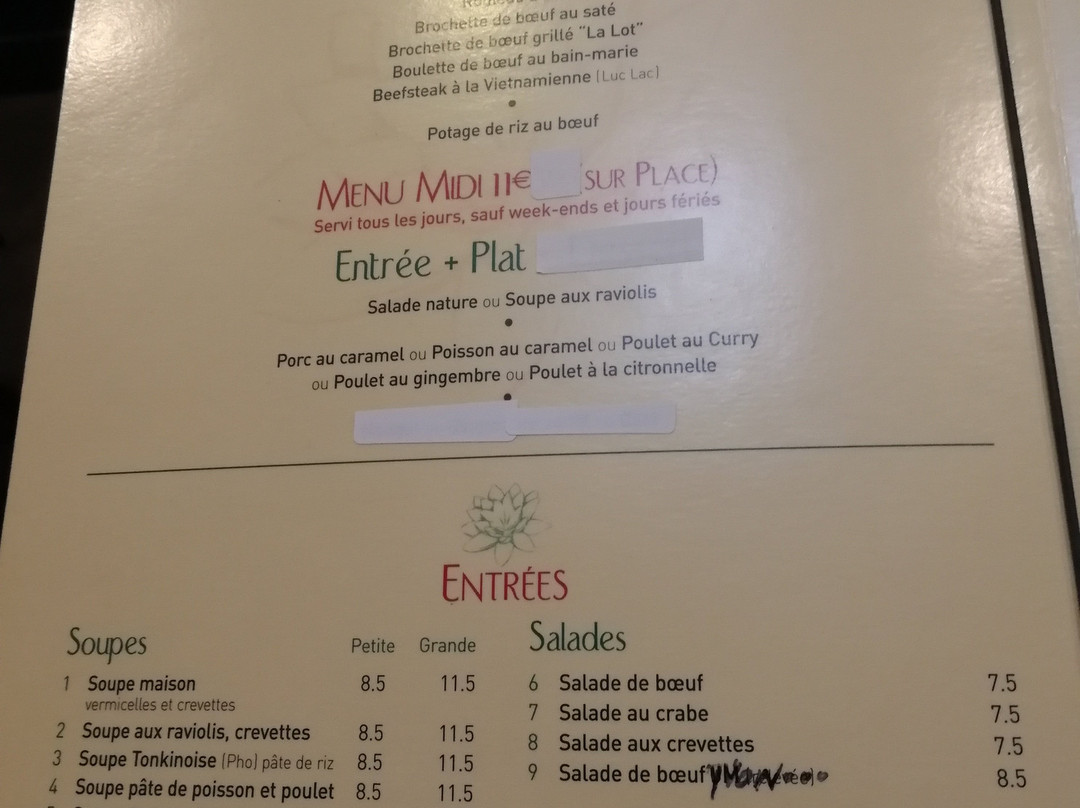 Brochette de bœuf au saté
Brochette de bœuf grillé "La Lot"
Boulette de bœuf au bain-marie
Beefsteak à la Vietnamienne (Luc Lac)
•
Potage de riz au bœuf
MENU MIDI 11€ SUR PLACE)
Servi tous les jours, sauf week-ends et jours fériés
Entrée + Plat
Salade nature ou Soupe aux raviolis
•
Porc au caramel ou Poisson au caramel ou Poulet au Curry
ou Poulet au gingembre ou Poulet à la citronnelle
•
ENTRÉES
Soupes Petite Grande
1 Soupe maison 8.5 11.5
vermicelles et crevettes
2 Soupe aux raviolis, crevettes 8.5 11.5
3 Soupe Tonkinoise (Pho) pâte de riz 8.5 11.5
4 Soupe pâte de poisson et poulet 8.5 11.5
Salades
6 Salade de bœuf 7.5
7 Salade au crabe 7.5
8 Salade aux crevettes 7.5
9 Salade de bœuf 8.5